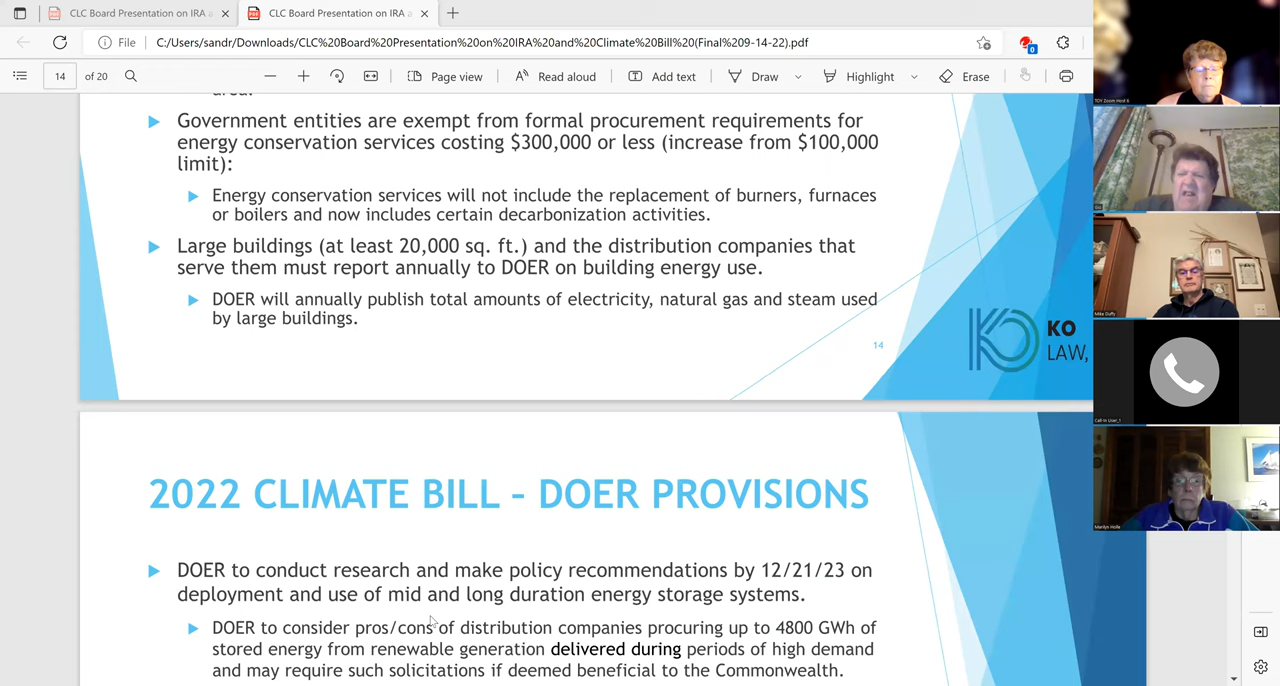 CLC Board Presentation on IRA a
CLC Board Presentation on IRA a
File
C:/Users/sandr/Downloads/CLC%20Board%20Presentation%20on%20IRA%20and%20Climate%20Bill%20(Final%209-14-22).pdf
0
14 of 20
Page view
Read aloud
Add text
Draw
Highlight
Erase
area.
Government entities are exempt from formal procurement requirements for
energy conservation services costing $300,000 or less (increase from $100,000
limit):
Energy conservation services will not include the replacement of burners, furnaces
or boilers and now includes certain decarbonization activities.
Large buildings (at least 20,000 sq. ft.) and the distribution companies that
serve them must report annually to DOER on building energy use.
DOER will annually publish total amounts of electricity, natural gas and steam used
by large buildings.
14
KO
LAW,
2022 CLIMATE BILL – DOER PROVISIONS
DOER to conduct research and make policy recommendations by 12/21/23 on
deployment and use of mid and long duration energy storage systems.
DOER to consider pros/cons of distribution companies procuring up to 4800 GWh of
stored energy from renewable generation delivered during periods of high demand
and may require such solicitations if deemed beneficial to the Commonwealth.
Mike Duffy
Call-In User_1